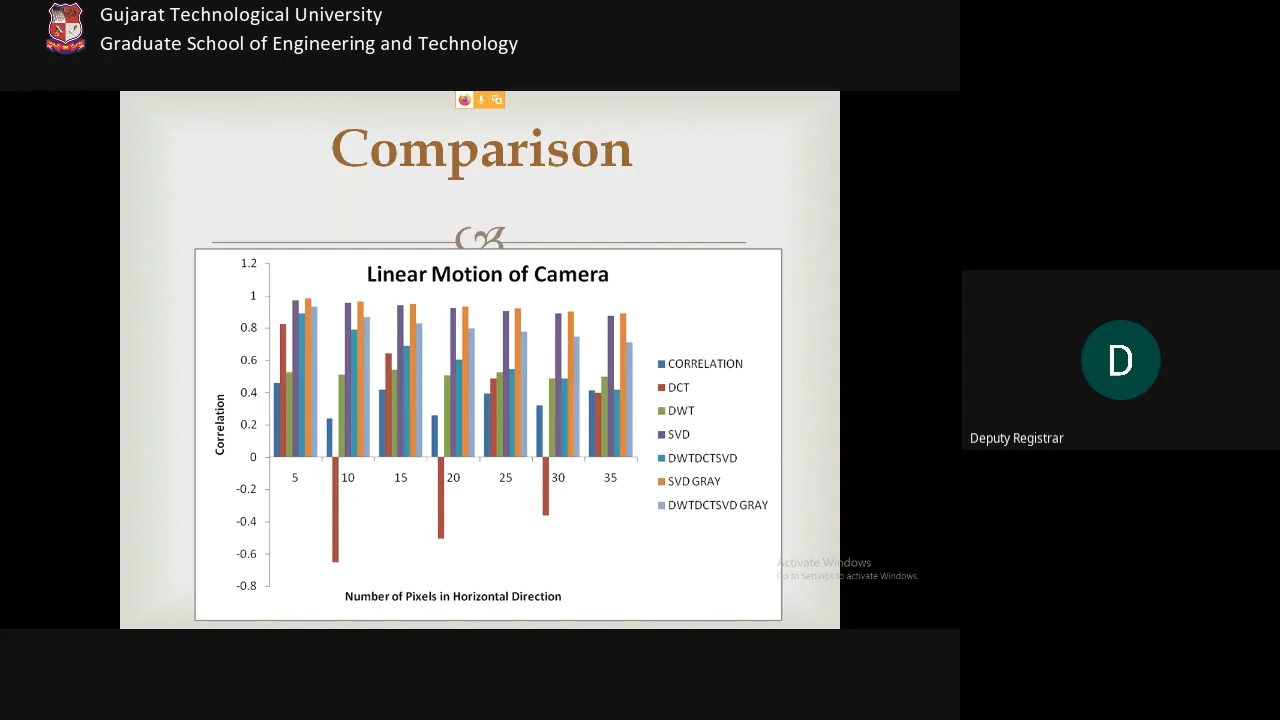 Gujarat Technological University
Graduate School of Engineering and Technology
Comparison
Linear Motion of Camera
1.2
1
0.8
0.6
0.4
0.2
0
-0.2
-0.4
-0.6
-0.8
Correlation
5 10 15 20 25 30 35
Number of Pixels in Horizontal Direction
CORRELATION
DCT
DWT
SVD
DWTDCTSVD
SVD GRAY
DWTDCTSVD GRAY
Activate Windows
Go to Settings to activate Windows.
D
Deputy Registrar